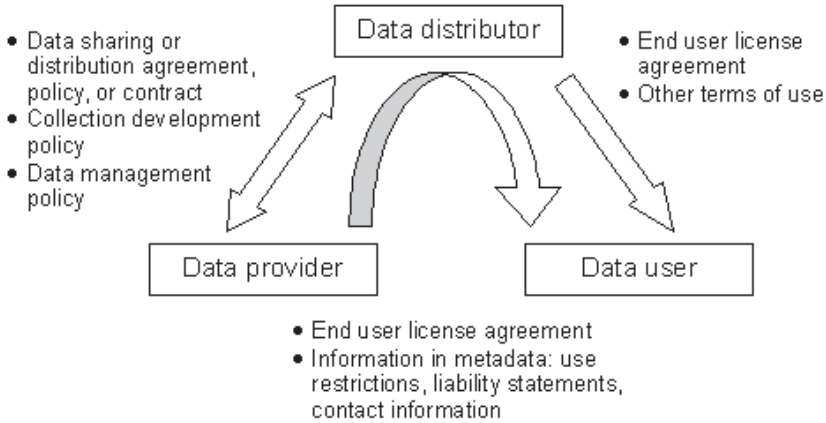 Data distributor
• Data sharing or
distribution agreement,
policy, or contract
• Collection development
policy
• Data management
policy
• End user license
agreement
• Other terms of use
Data provider
Data user
• End user license agreement
• Information in metadata: use
restrictions, liability statements,
contact information